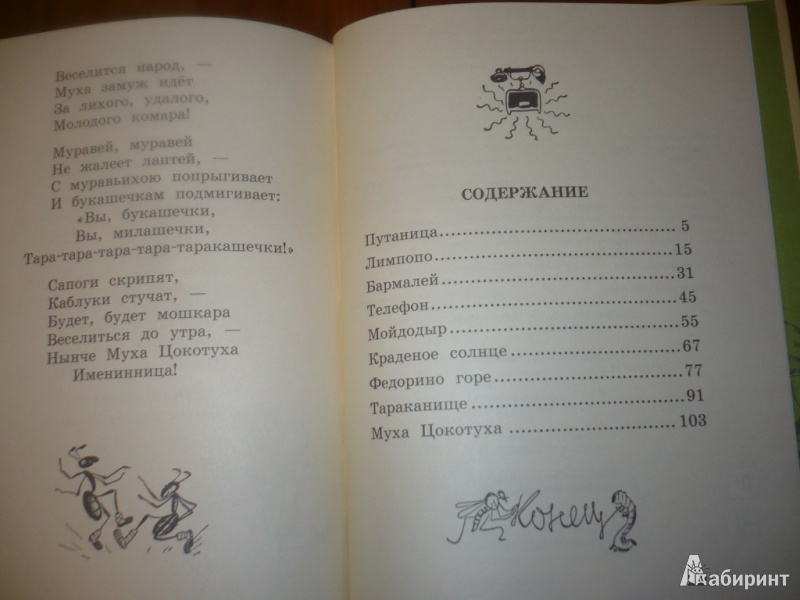 Веселится народ, —
Муха замуж идёт
За лихого, удалого,
Молодого комара!
Муравей, муравей
Не жалеет лаптей, —
С муравьихою попрыгивает
И букашечкам подмигивает:
«Вы, букашечки,
Вы, милашечки,
Тара-тара-тара-тара-таракашечки!»
Сапоги скрипят,
Каблуки стучат, —
Будет, будет мошкара
Веселиться до утра, —
Нынче Муха Цокотуха
Именинница!
СОДЕРЖАНИЕ
Путаница 5
Лимпопо 15
Бармалей 31
Телефон 45
Мойдодыр 55
Краденое солнце 67
Федорино горе 77
Тараканище 91
Муха Цокотуха 103
Конец
Лабиринт